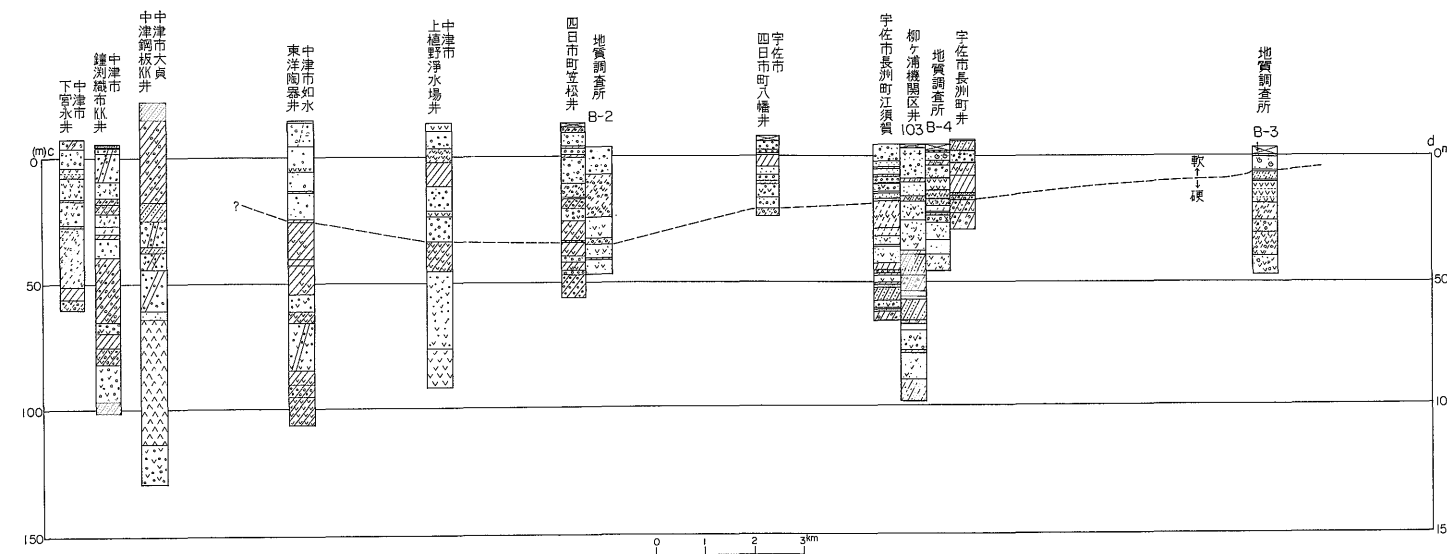 中津市
下宮永井
中津市
鐘渕織布KK井
中津市大貞
中津鋼板KK井
中津市如水
東洋陶器井
中津市
上植野浄水場井
四日市町笠松井
地質調査所
B-2
宇佐市
四日市町八幡井
宇佐市長洲町江須賀
柳ヶ浦機関区井
103
地質調査所
B-4
宇佐市長洲町井
地質調査所
B-3
(m) c
d
0
0m
?
軟
硬
50
50
100
10
150
15
0 1 2 3km